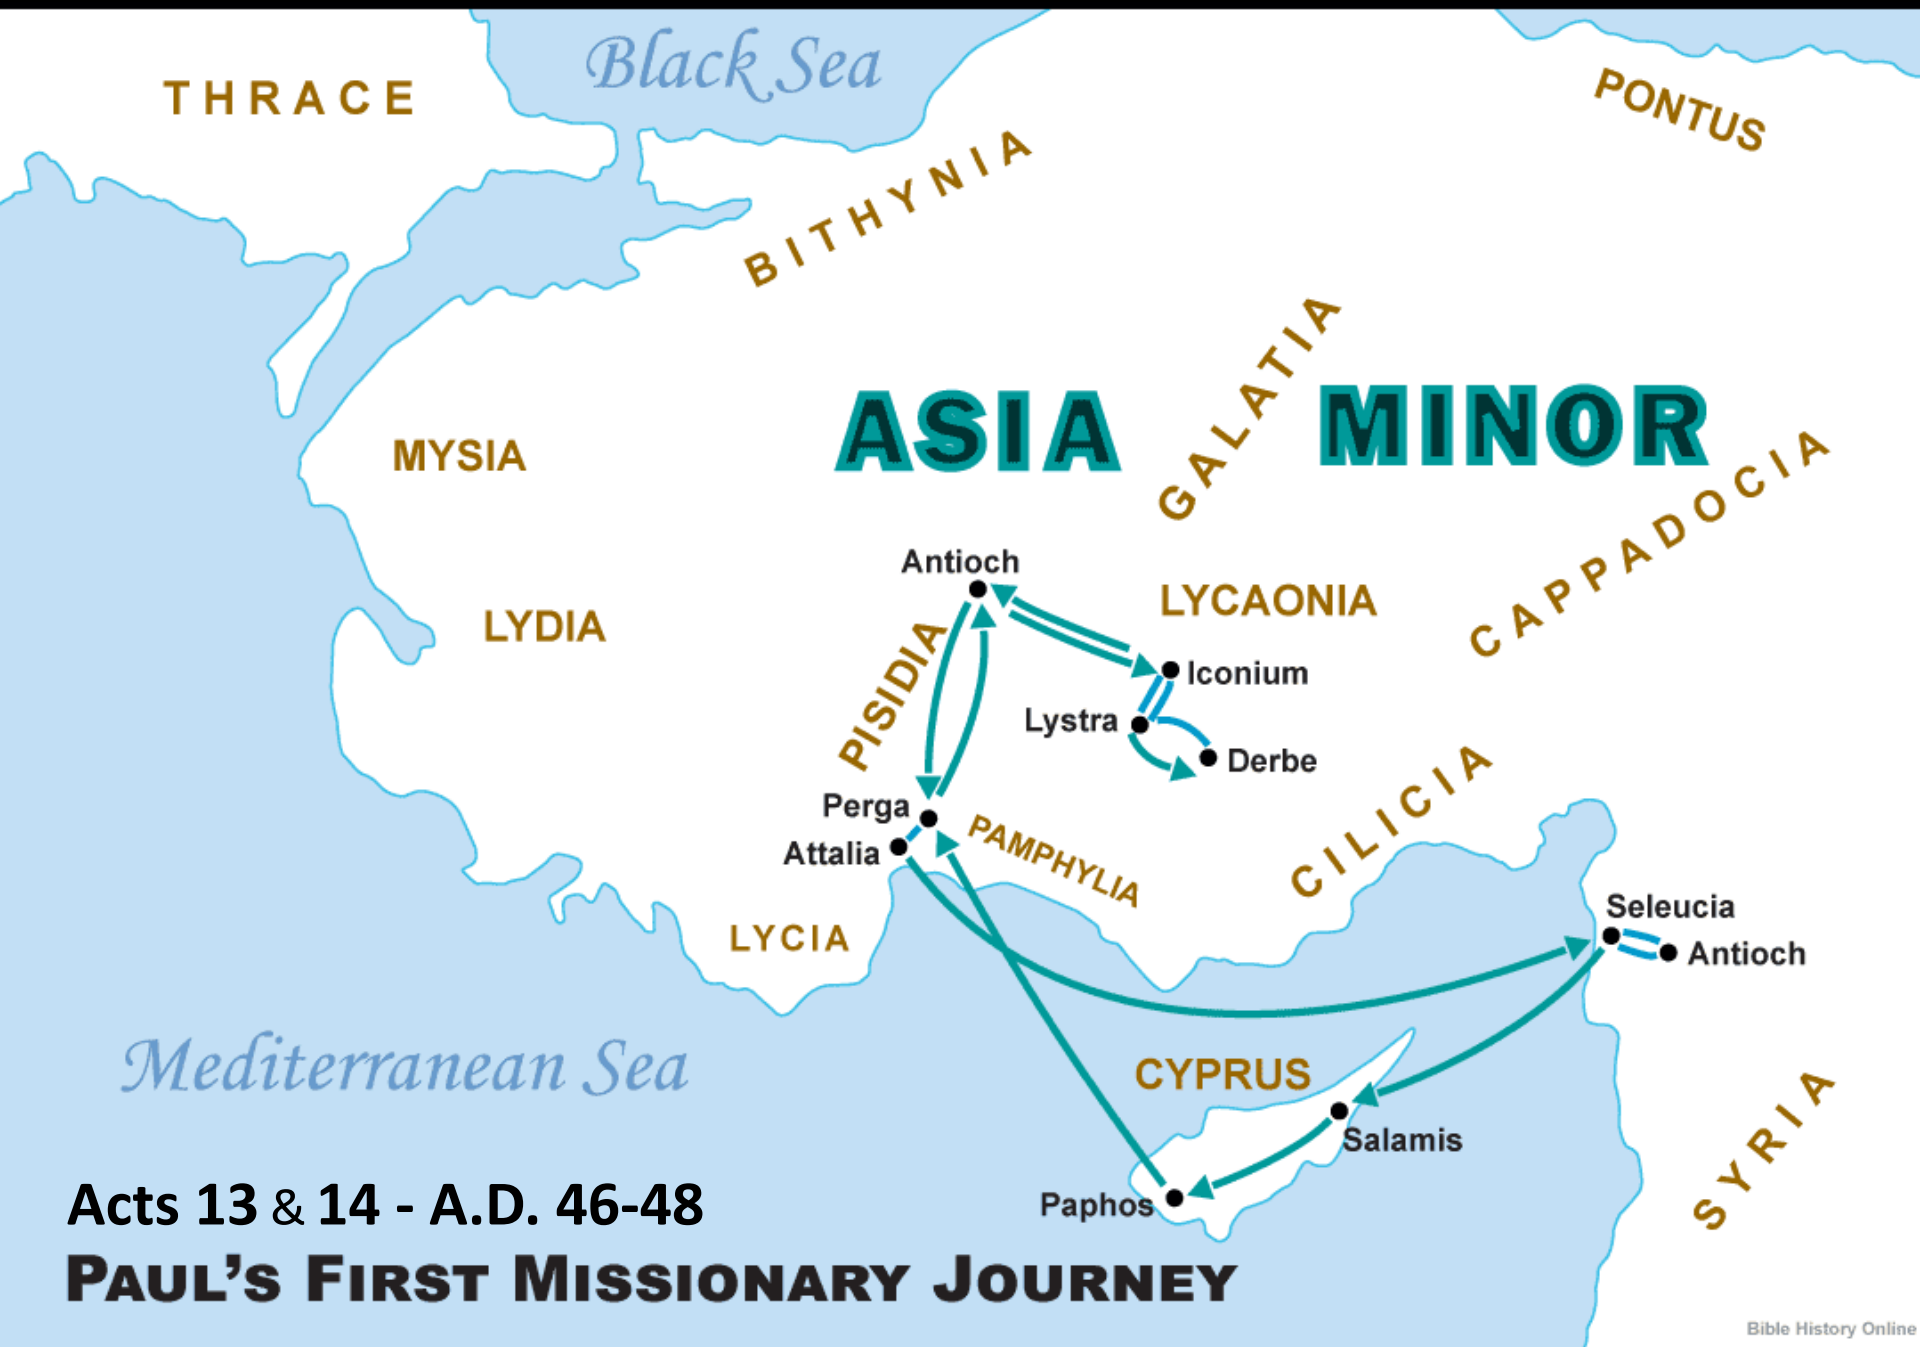 Black Sea
THRACE
PONTUS
BITHYNIA
GALATIA
ASIA MINOR
MYSIA
CAPPADOCIA
Antioch
LYCAONIA
LYDIA
PISIDIA
Iconium
Lystra
Derbe
Perga
PAMPHYLIA
CILICIA
Attalia
Seleucia
LYCIA
Antioch
Mediterranean Sea
CYPRUS
SYRIA
Salamis
Paphos
Acts 13 & 14 - A.D. 46-48
PAUL'S FIRST MISSIONARY JOURNEY
Bible History Online